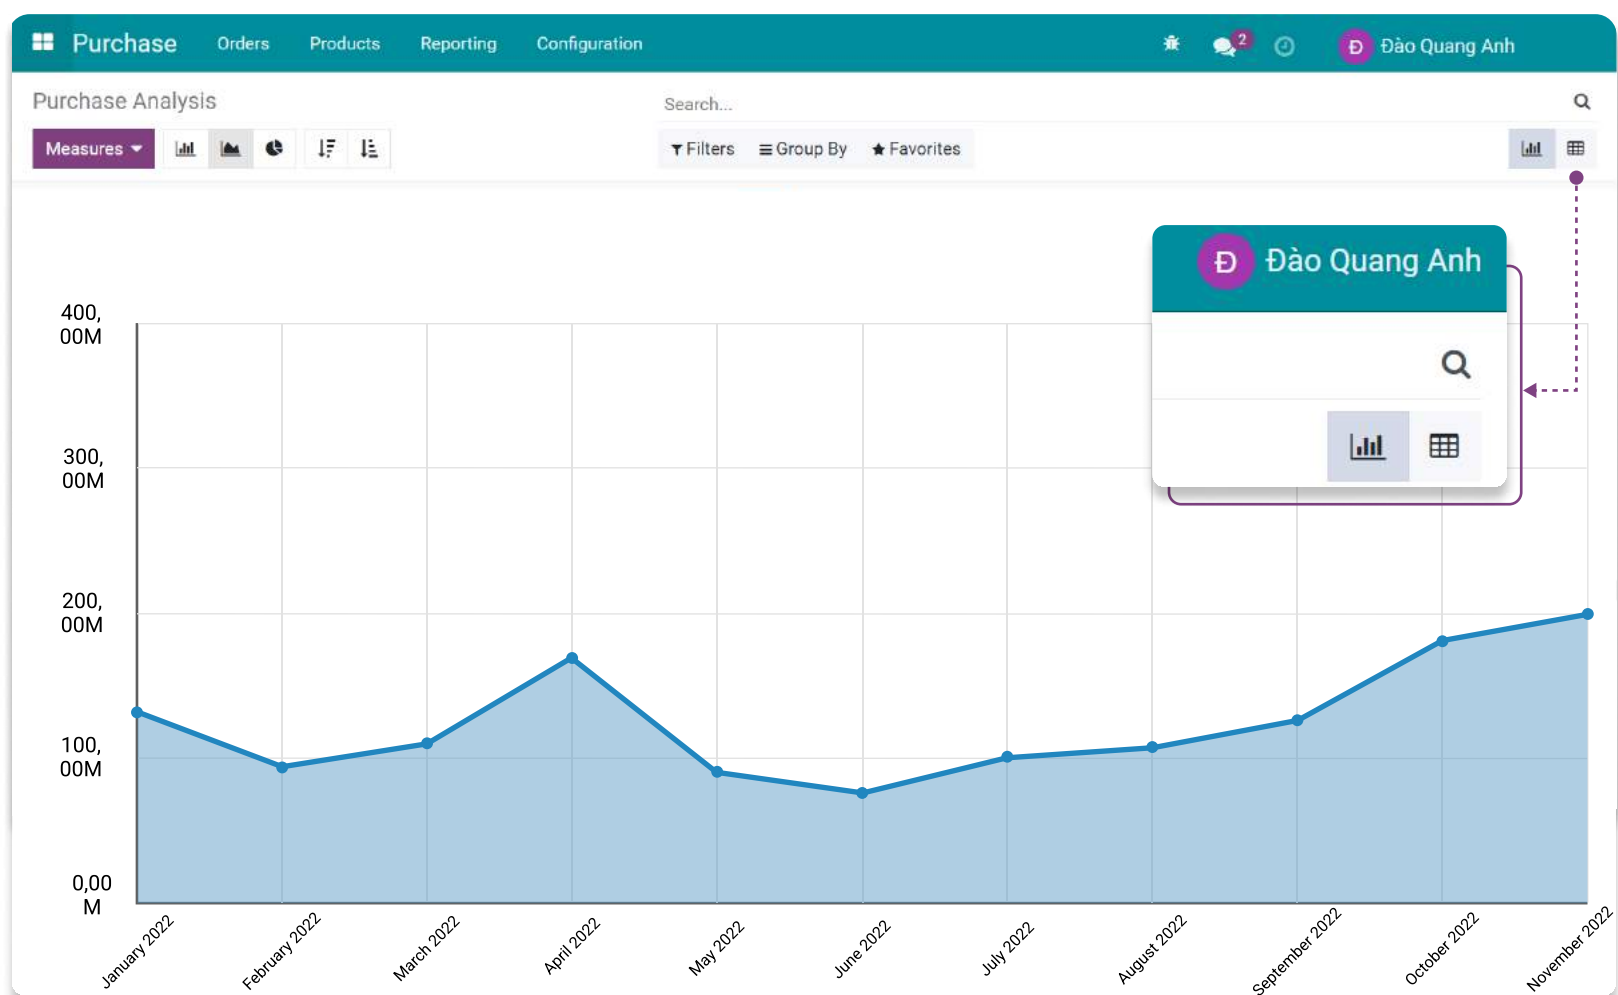 Purchase Orders Products Reporting Configuration 2 Đ Đào Quang Anh
Purchase Analysis
Search...
Measures
Filters Group By Favorites
Đ Đào Quang Anh
400,
00M
300,
00M
200,
00M
100,
00M
0,00
M
January 2022
February 2022
March 2022
April 2022
May 2022
June 2022
July 2022
August 2022
September 2022
October 2022
November 2022